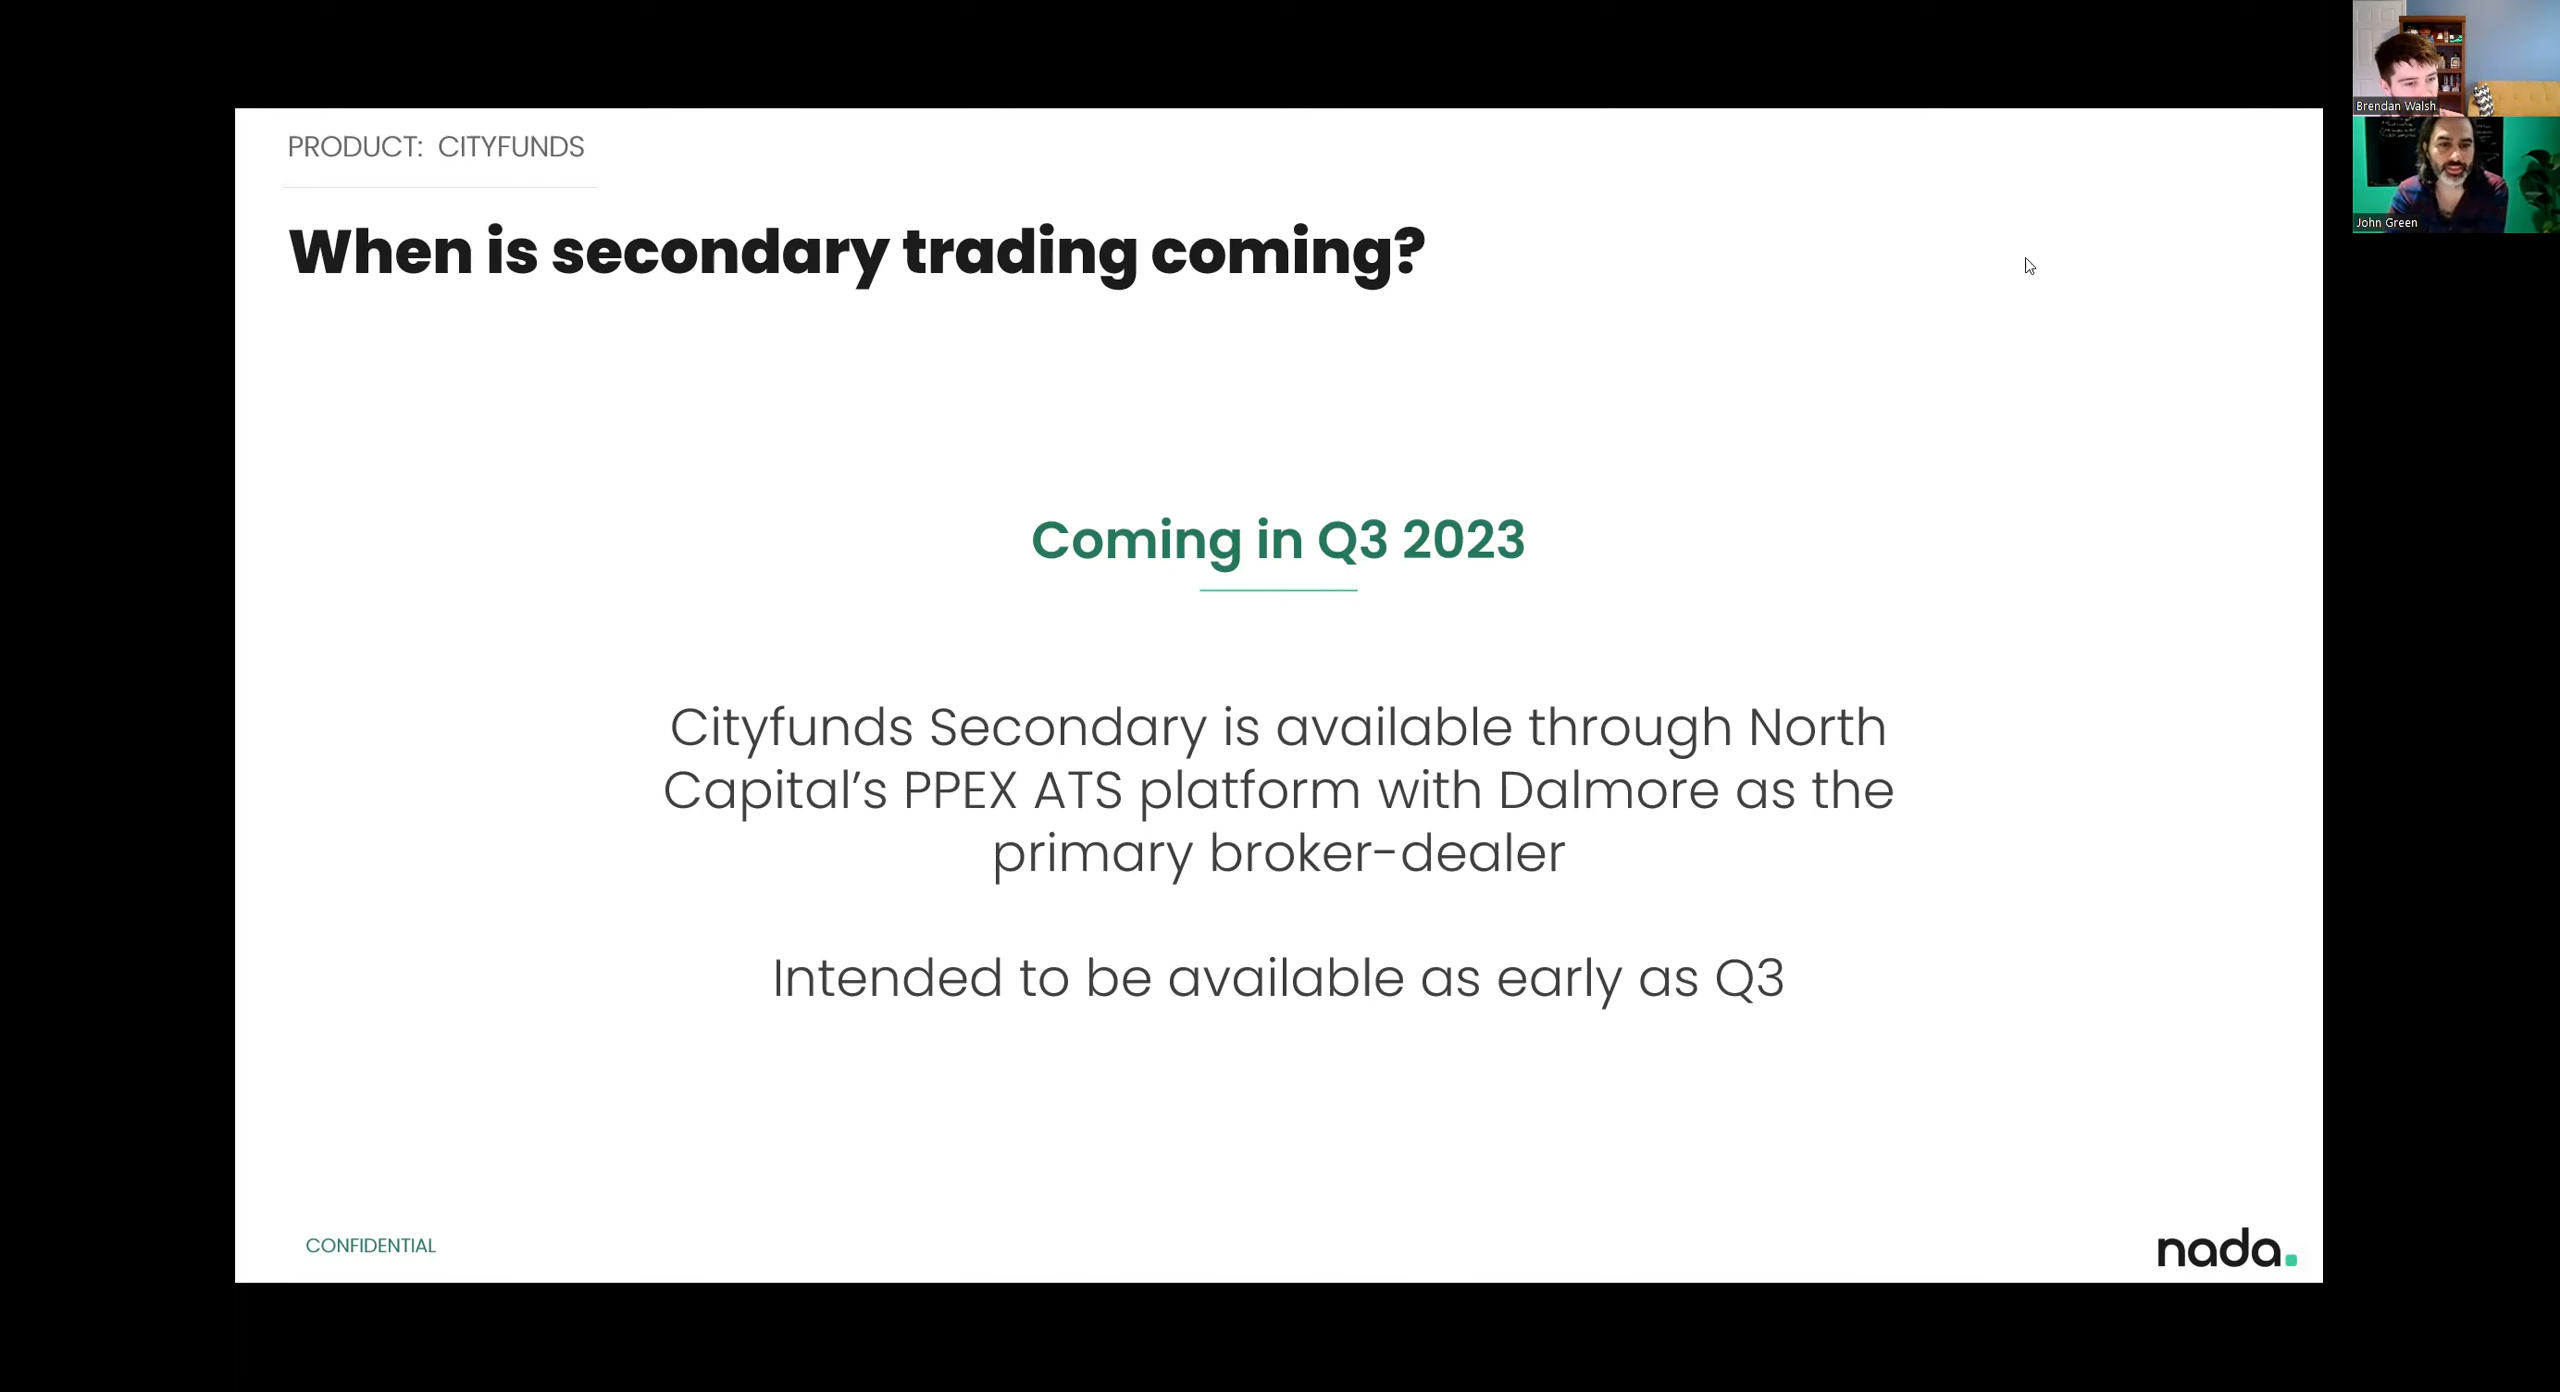 PRODUCT: CITYFUNDS
When is secondary trading coming?
Coming in Q3 2023
Cityfunds Secondary is available through North
Capital’s PPEX ATS platform with Dalmore as the
primary broker-dealer
Intended to be available as early as Q3
CONFIDENTIAL
nada.
Brendan Walsh
John Green